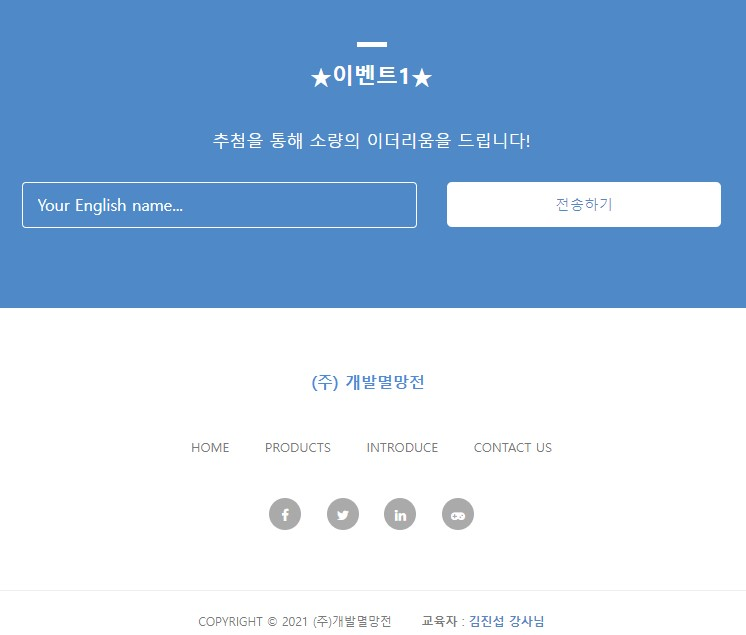 ★이벤트1★
추첨을 통해 소량의 이더리움을 드립니다!
Your English name... 전송하기
(주) 개발멸망전
HOME PRODUCTS INTRODUCE CONTACT US
COPYRIGHT © 2021 (주)개발멸망전 교육자 : 김진섭 강사님